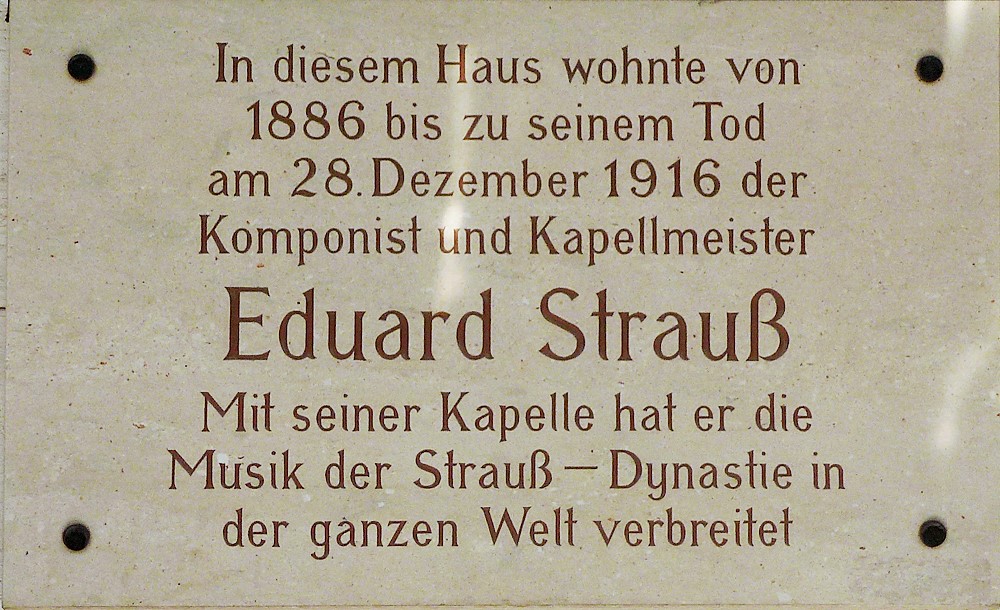 In diesem Haus wohnte von
1886 bis zu seinem Tod
am 28. Dezember 1916 der
Komponist und Kapellmeister
Eduard Strauß
Mit seiner Kapelle hat er die
Musik der Strauß – Dynastie in
der ganzen Welt verbreitet